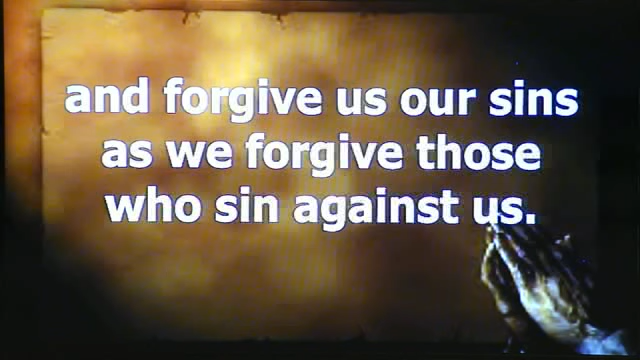 and forgive us our sins
as we forgive those
who sin against us.